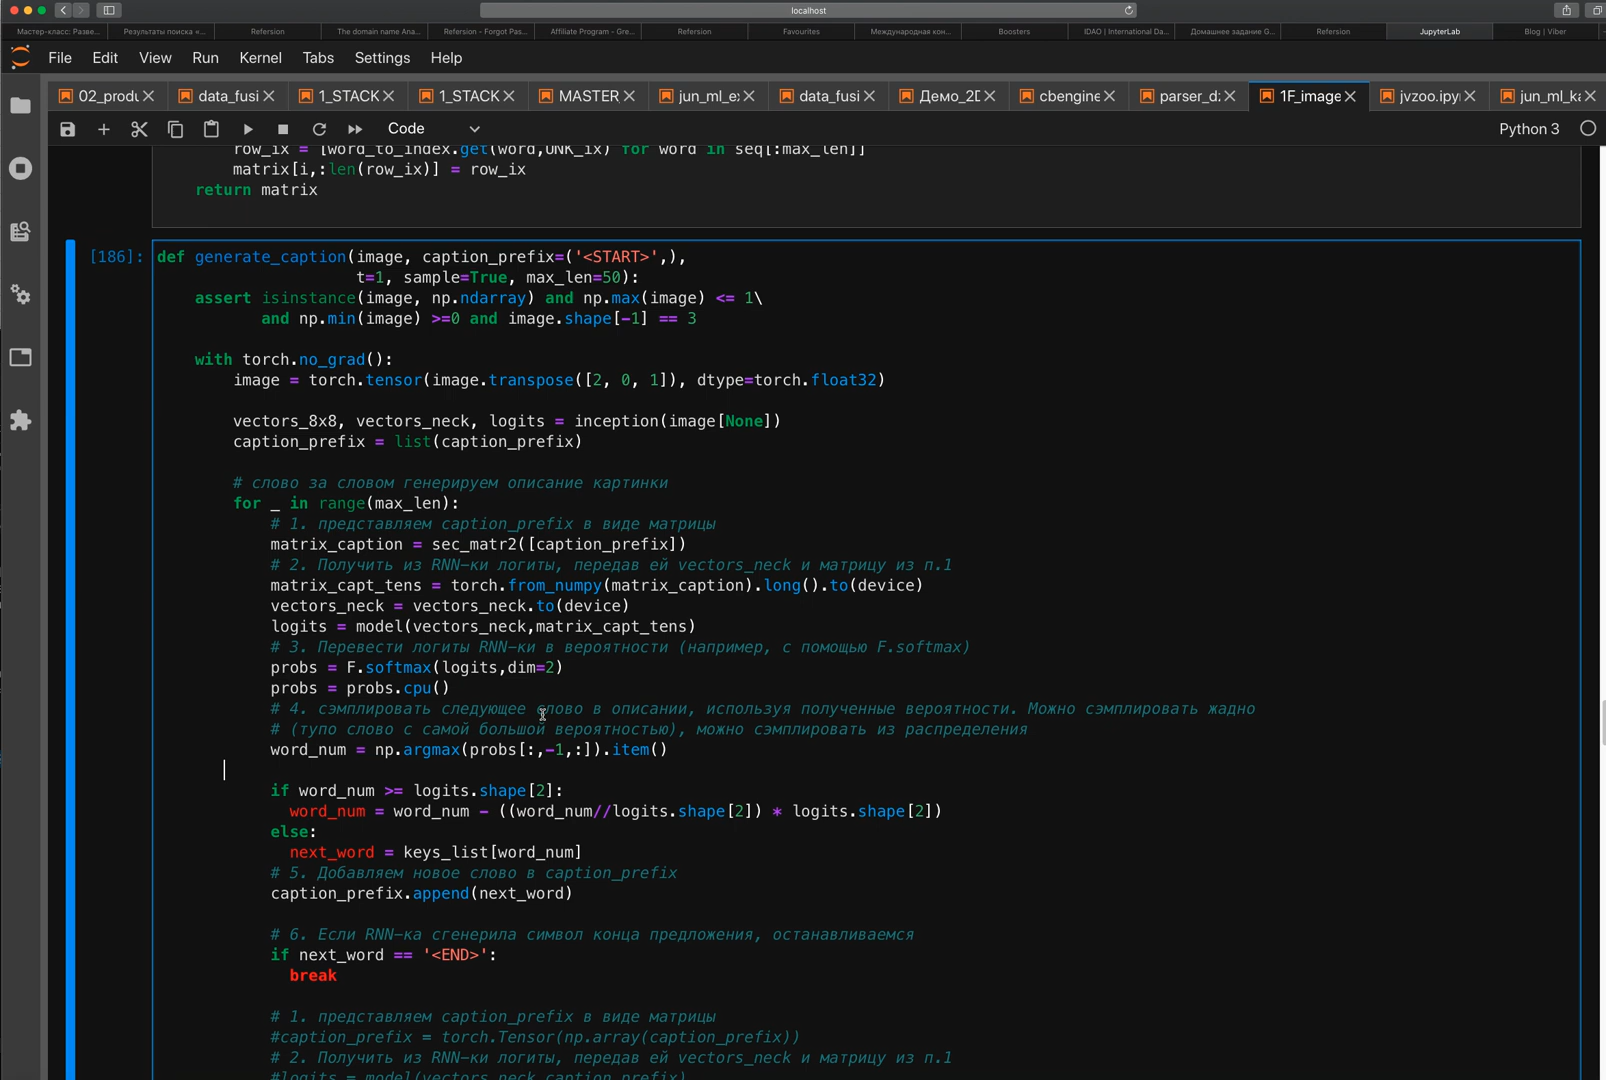 localhost
Мастер-класс: Разве... Результаты поиска «... Refersion The domain name Ana... Refersion - Forgot Pas... Affiliate Program - Gre... Refersion Favourites Международная кон... Boosters IDAO | International Da... Домашнее задание G... Refersion JupyterLab Blog | Viber
File Edit View Run Kernel Tabs Settings Help
02_produ data_fusi 1_STACK 1_STACK MASTER jun_ml_e data_fusi Демо_2D cbengine parser_d 1F_image jvzoo.ipy jun_ml_ka
Code Python 3
row_ix = [word_to_index.get(word,UNK_ix) for word in seq[:max_len]]
matrix[i,:len(row_ix)] = row_ix
return matrix
[186]: def generate_caption(image, caption_prefix=('<START>',),
t=1, sample=True, max_len=50):
assert isinstance(image, np.ndarray) and np.max(image) <= 1\
and np.min(image) >=0 and image.shape[-1] == 3
with torch.no_grad():
image = torch.tensor(image.transpose([2, 0, 1]), dtype=torch.float32)
vectors_8x8, vectors_neck, logits = inception(image[None])
caption_prefix = list(caption_prefix)
# слово за словом генерируем описание картинки
for _ in range(max_len):
# 1. представляем caption_prefix в виде матрицы
matrix_caption = sec_matr2([caption_prefix])
# 2. Получить из RNN-ки логиты, передав ей vectors_neck и матрицу из п.1
matrix_capt_tens = torch.from_numpy(matrix_caption).long().to(device)
vectors_neck = vectors_neck.to(device)
logits = model(vectors_neck,matrix_capt_tens)
# 3. Перевести логиты RNN-ки в вероятности (например, с помощью F.softmax)
probs = F.softmax(logits,dim=2)
probs = probs.cpu()
# 4. сэмплировать следующее слово в описании, используя полученные вероятности. Можно сэмплировать жадно
# (тупо слово с самой большой вероятностью), можно сэмплировать из распределения
word_num = np.argmax(probs[:,-1,:]).item()
if word_num >= logits.shape[2]:
word_num = word_num - ((word_num//logits.shape[2]) * logits.shape[2])
else:
next_word = keys_list[word_num]
# 5. Добавляем новое слово в caption_prefix
caption_prefix.append(next_word)
# 6. Если RNN-ка сгенерила символ конца предложения, останавливаемся
if next_word == '<END>':
break
# 1. представляем caption_prefix в виде матрицы
#caption_prefix = torch.Tensor(np.array(caption_prefix))
# 2. Получить из RNN-ки логиты, передав ей vectors_neck и матрицу из п.1
#logits = model(vectors_neck,caption_prefix)